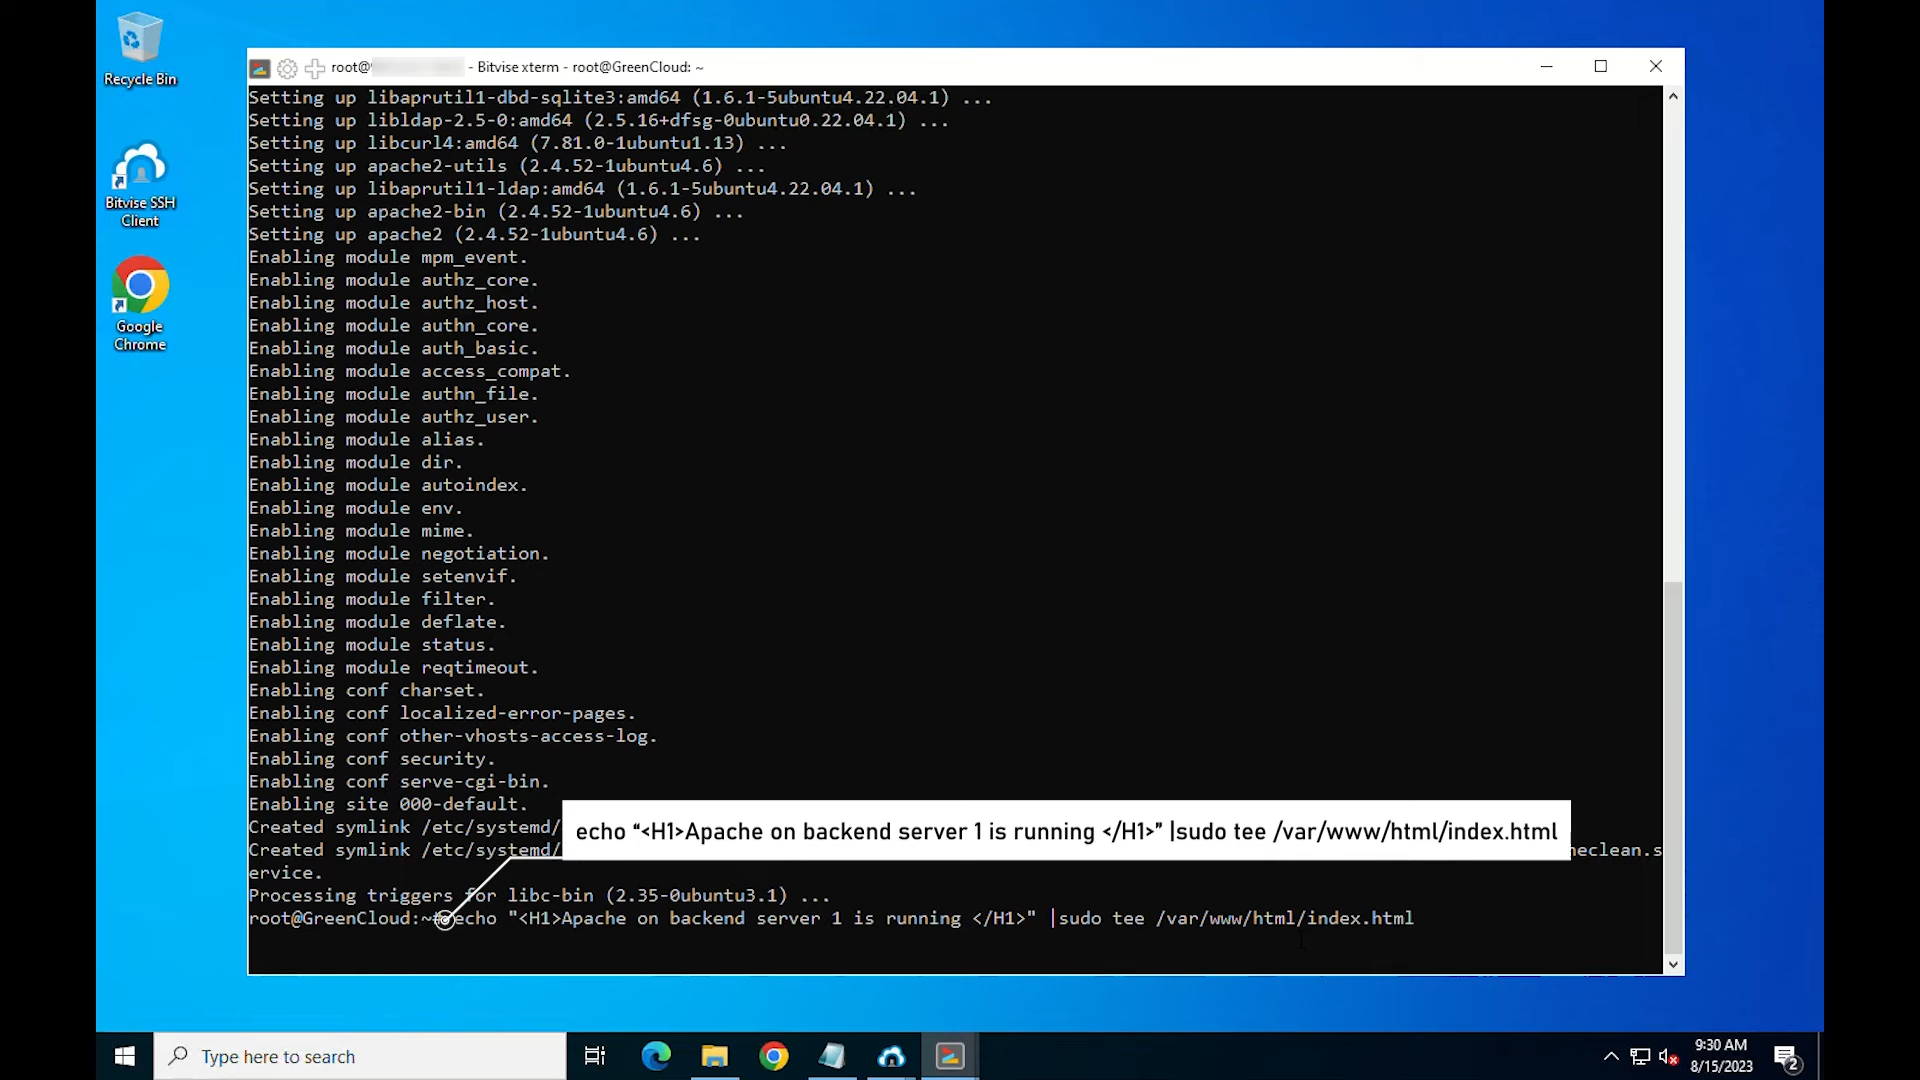 Recycle Bin
Bitvise SSH
Client
Google
Chrome
root@ - Bitvise xterm - root@GreenCloud: ~
Setting up libaprutil1-dbd-sqlite3:amd64 (1.6.1-5ubuntu4.22.04.1) ...
Setting up libldap-2.5-0:amd64 (2.5.16+dfsg-0ubuntu0.22.04.1) ...
Setting up libcurl4:amd64 (7.81.0-1ubuntu1.13) ...
Setting up apache2-utils (2.4.52-1ubuntu4.6) ...
Setting up libaprutil1-ldap:amd64 (1.6.1-5ubuntu4.22.04.1) ...
Setting up apache2-bin (2.4.52-1ubuntu4.6) ...
Setting up apache2 (2.4.52-1ubuntu4.6) ...
Enabling module mpm_event.
Enabling module authz_core.
Enabling module authz_host.
Enabling module authn_core.
Enabling module auth_basic.
Enabling module access_compat.
Enabling module authn_file.
Enabling module authz_user.
Enabling module alias.
Enabling module dir.
Enabling module autoindex.
Enabling module env.
Enabling module mime.
Enabling module negotiation.
Enabling module setenvif.
Enabling module filter.
Enabling module deflate.
Enabling module status.
Enabling module reqtimeout.
Enabling conf charset.
Enabling conf localized-error-pages.
Enabling conf other-vhosts-access-log.
Enabling conf security.
Enabling conf serve-cgi-bin.
Enabling site 000-default.
Created symlink /etc/systemd/
echo “<H1>Apache on backend server 1 is running </H1>” |sudo tee /var/www/html/index.html
Created symlink /etc/systemd/ heclean.s
ervice.
Processing triggers for libc-bin (2.35-0ubuntu3.1) ...
root@GreenCloud:~# echo "<H1>Apache on backend server 1 is running </H1>" |sudo tee /var/www/html/index.html
Type here to search
9:30 AM
8/15/2023
2